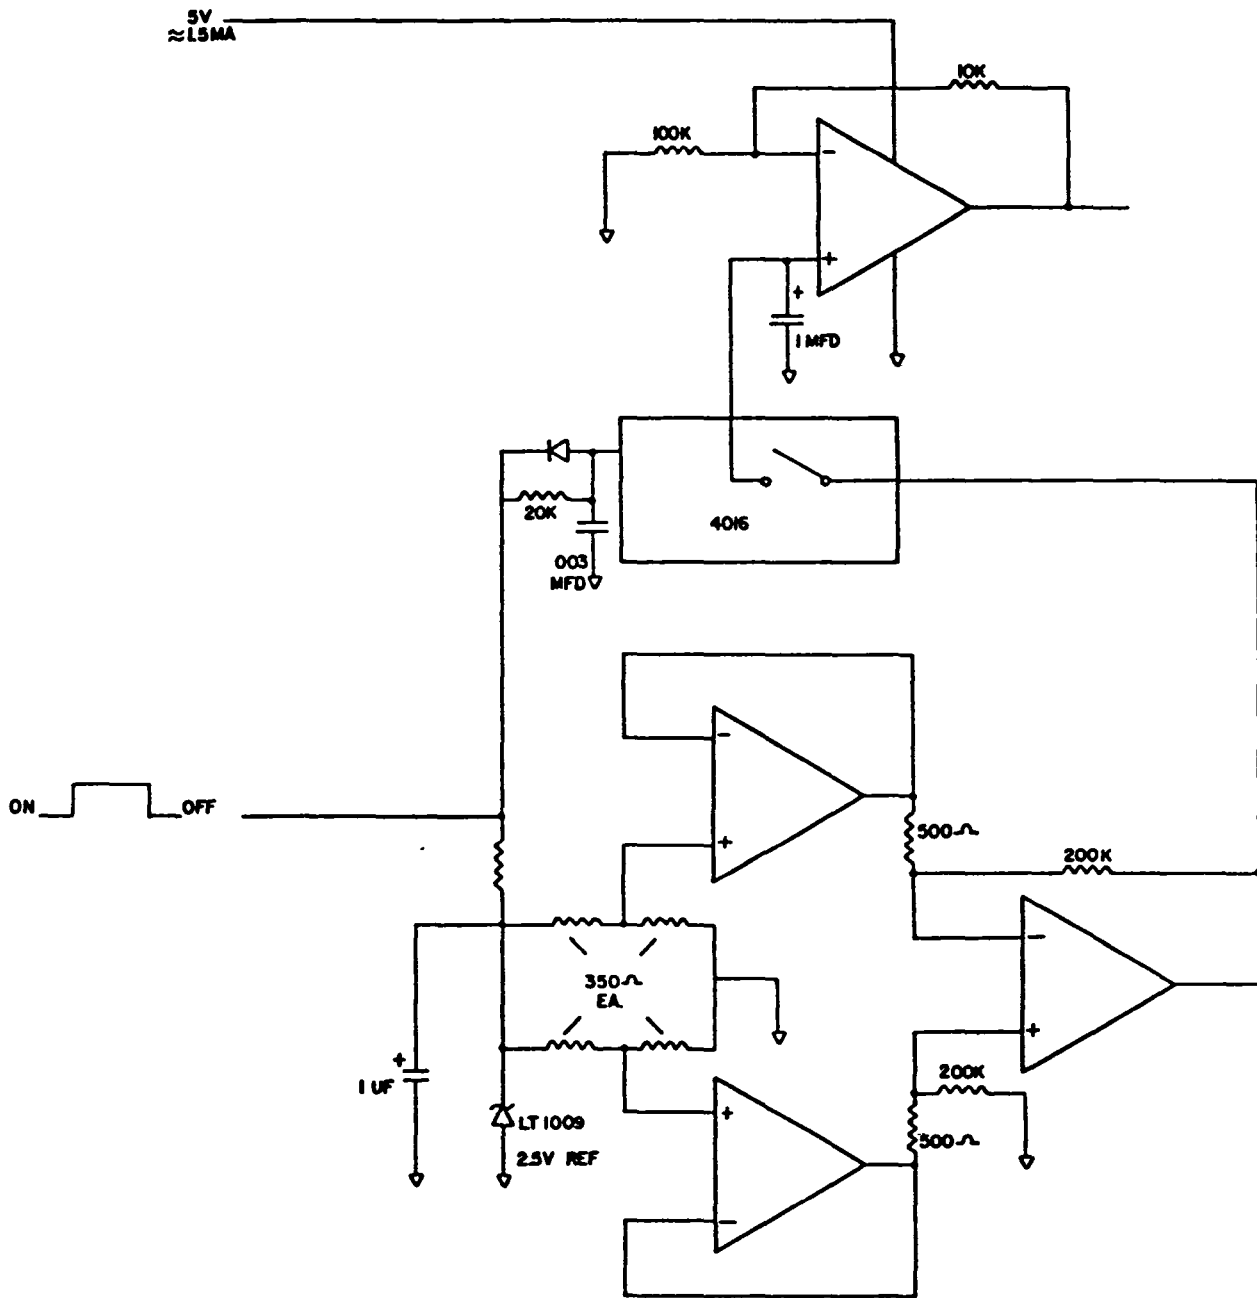 5V
≈1.5MA
10K
100K
-
+
+
1 MFD
20K
4016
.003
MFD
-
ON
OFF
500Ω
+
200K
-
350Ω
EA.
+
+
200K
1 UF
+
LT1009
500Ω
2.5V REF
-